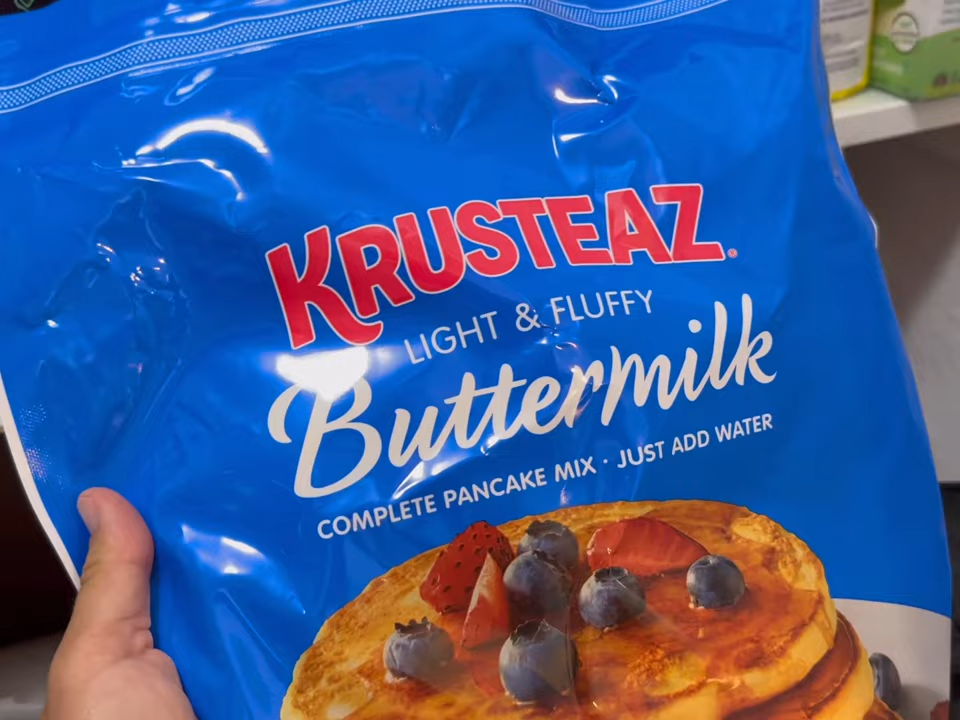 KRUSTEAZ®
LIGHT & FLUFFY
Buttermilk
COMPLETE PANCAKE MIX · JUST ADD WATER